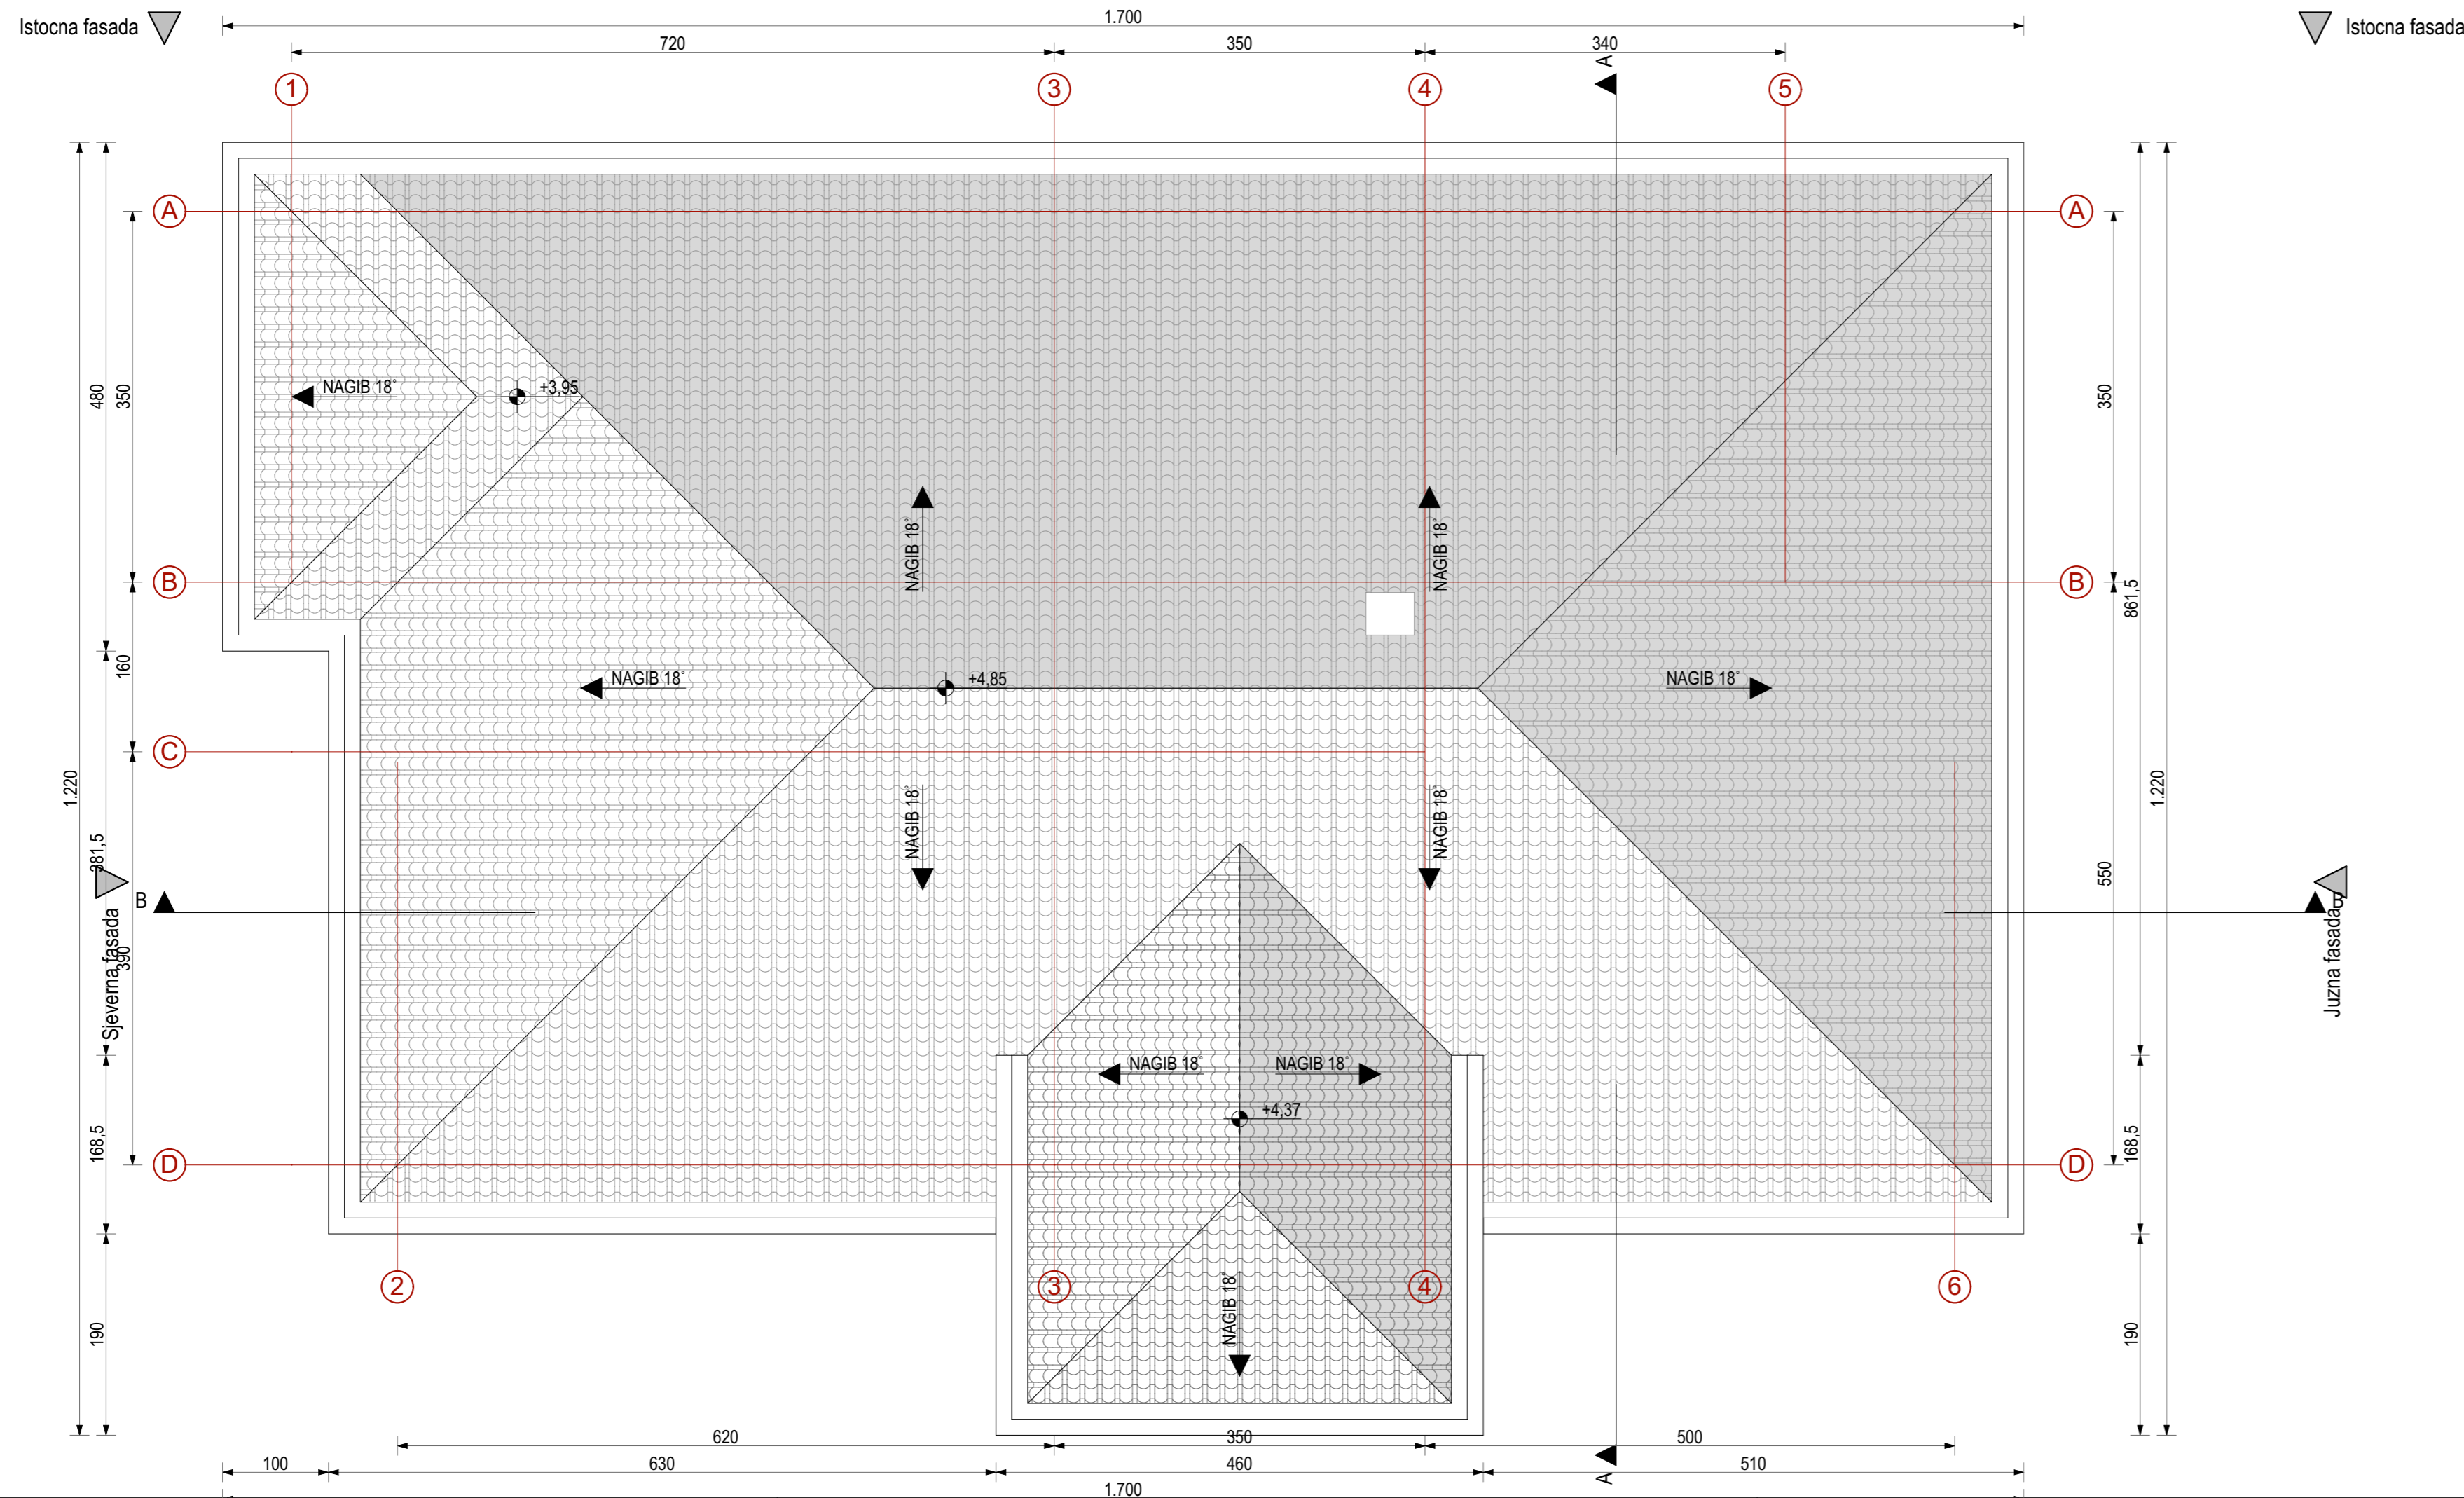 1.700
Istocna fasada
Istocna fasada
720
350
340
A
1
3
4
5
A
A
480
350
350
NAGIB 18°
+3,95
NAGIB 18°
NAGIB 18°
B
B
861,5
160
NAGIB 18°
+4,85
NAGIB 18°
C
1.220
1.220
NAGIB 18°
NAGIB 18°
381,5
550
B
B
Sjeverna fasada
390
Juzna fasada
NAGIB 18°
NAGIB 18°
+4,37
168,5
168,5
D
D
2
3
4
6
NAGIB 18°
190
190
620
350
500
100
630
460
510
A
1.700